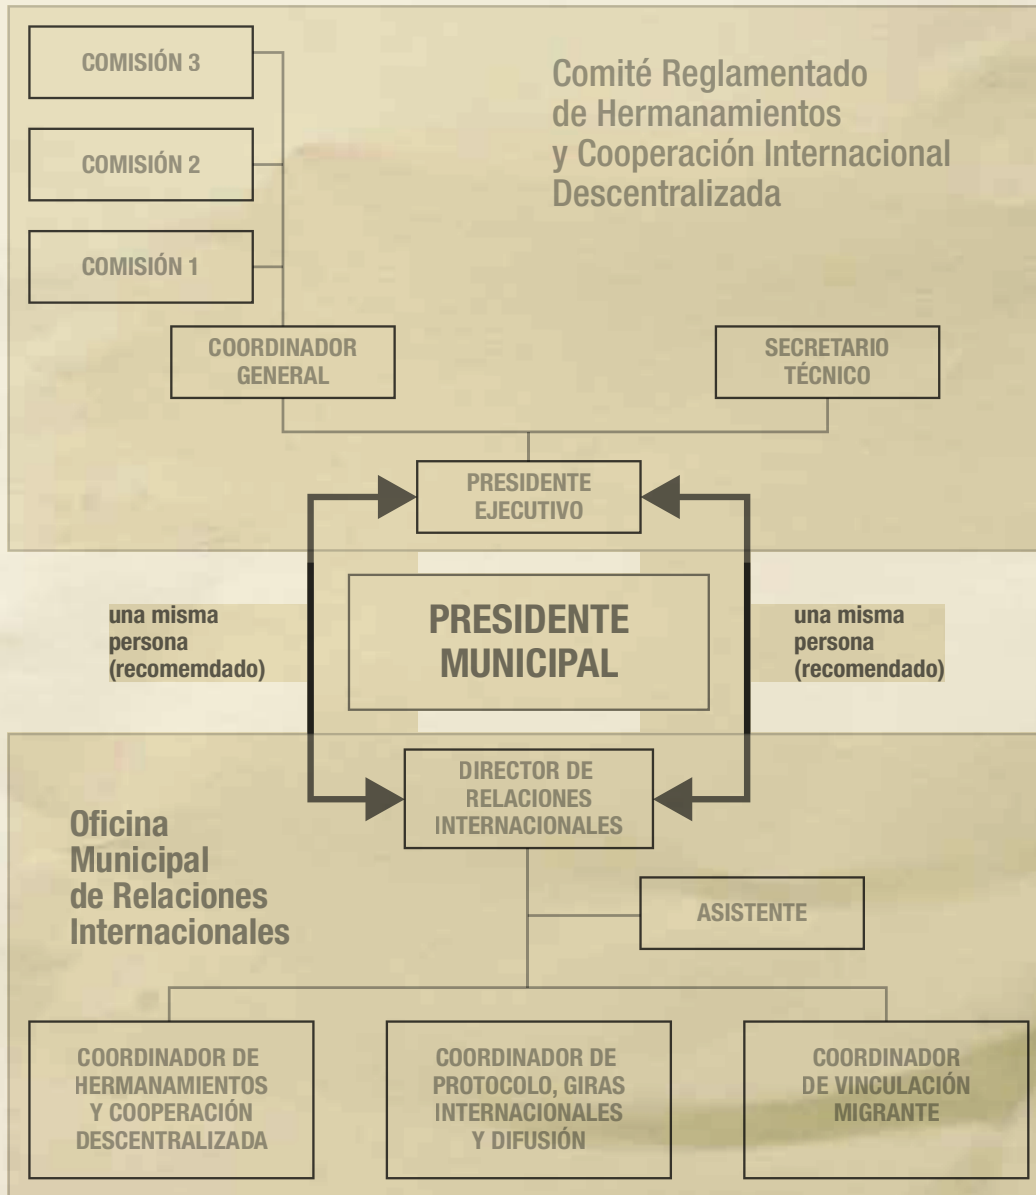 COMISIÓN 3
Comité Reglamentado
de Hermanamientos
y Cooperación Internacional
Descentralizada
COMISIÓN 2
COMISIÓN 1
COORDINADOR
GENERAL
SECRETARIO
TÉCNICO
PRESIDENTE
EJECUTIVO
una misma
persona
(recomemdado)
PRESIDENTE
MUNICIPAL
una misma
persona
(recomendado)
DIRECTOR DE
RELACIONES
INTERNACIONALES
Oficina
Municipal
de Relaciones
Internacionales
ASISTENTE
COORDINADOR DE
HERMANAMIENTOS
Y COOPERACIÓN
DESCENTRALIZADA
COORDINADOR DE
PROTOCOLO, GIRAS
INTERNACIONALES
Y DIFUSIÓN
COORDINADOR
DE VINCULACIÓN
MIGRANTE